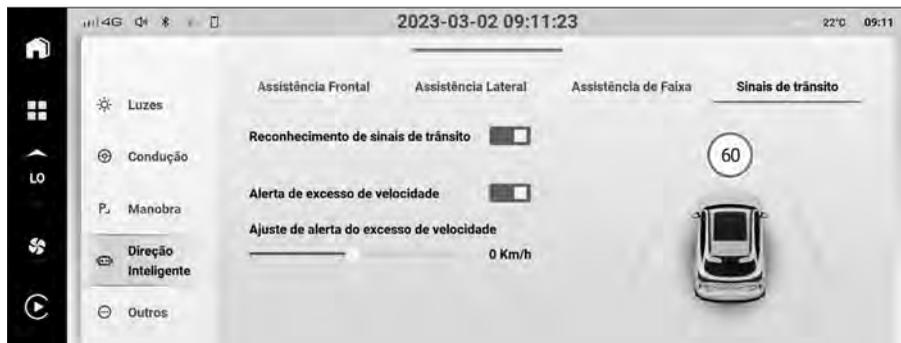 4G
2023-03-02 09:11:23
22°C 09:11
Assistência Frontal Assistência Lateral Assistência de Faixa Sinais de trânsito
Luzes
Reconhecimento de sinais de trânsito
60
Condução
LO
Alerta de excesso de velocidade
P Manobra
Ajuste de alerta do excesso de velocidade
Direção
Inteligente
0 Km/h
Outros